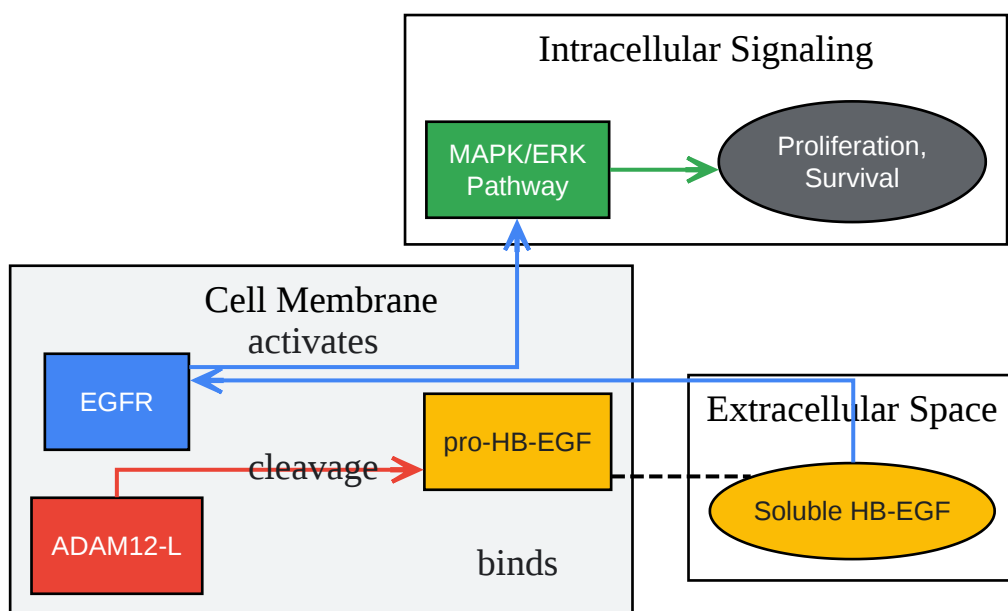 Intracellular Signaling
MAPK/ERK
Pathway
Proliferation,
Survival
Cell Membrane
activates
EGFR
Extracellular Space
pro-HB-EGF
cleavage
Soluble HB-EGF
ADAM12-L
binds